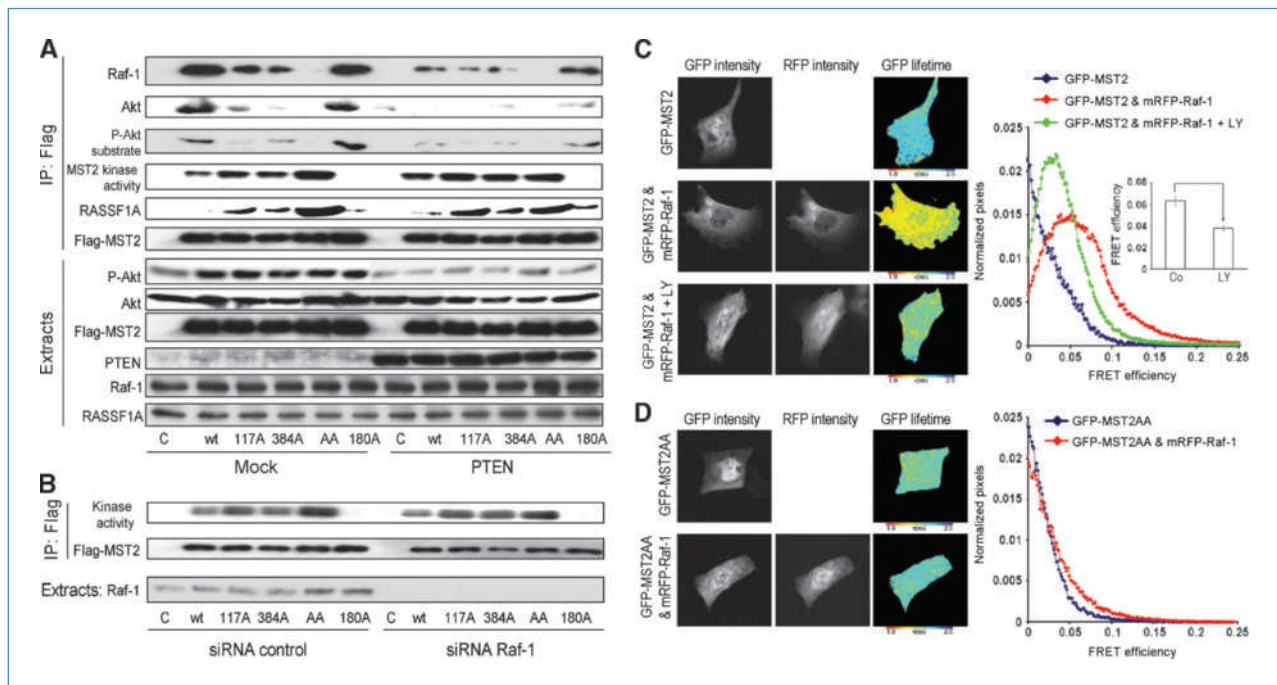 A
IP: Flag
Raf-1
Akt
P-Akt
substrate
MST2 kinase
activity
RASSF1A
Flag-MST2
Extracts
P-Akt
Akt
Flag-MST2
PTEN
Raf-1
RASSF1A
C wt 117A 384A AA 180A C wt 117A 384A AA 180A
Mock PTEN
B
IP: Flag
Kinase
activity
Flag-MST2
Extracts: Raf-1
C wt 117A 384A AA 180A C wt 117A 384A AA 180A
siRNA control siRNA Raf-1
C
GFP intensity RFP intensity GFP lifetime
GFP-MST2
GFP-MST2 &
mRFP-Raf-1
GFP-MST2 &
mRFP-Raf-1 + LY
GFP-MST2
GFP-MST2 & mRFP-Raf-1
GFP-MST2 & mRFP-Raf-1 + LY
Normalized pixels
0.025
0.02
0.015
0.01
0.005
0
0 0.05 0.1 0.15 0.2 0.25
FRET efficiency
FRET efficiency
0.08
0.06
0.04
0.02
0
Co LY
D
GFP intensity RFP intensity GFP lifetime
GFP-MST2AA
GFP-MST2AA
& mRFP-Raf-1
GFP-MST2AA
GFP-MST2AA & mRFP-Raf-1
Normalized pixels
0.025
0.02
0.015
0.01
0.005
0
0 0.05 0.1 0.15 0.2 0.25
FRET efficiency